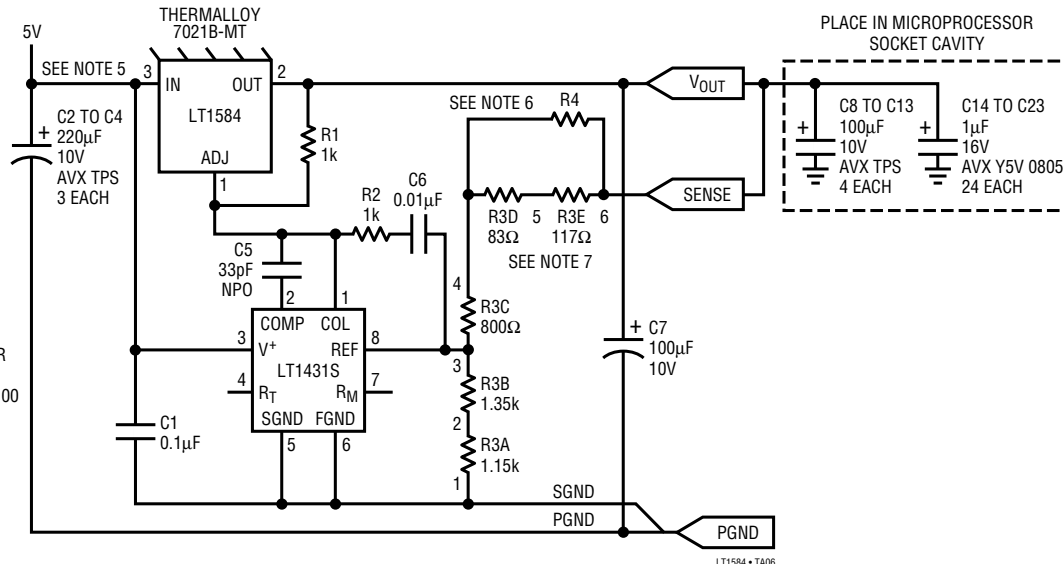 THERMALLOY
7021B-MT
PLACE IN MICROPROCESSOR
SOCKET CAVITY
5V
SEE NOTE 5
3
IN
OUT
2
LT1584
ADJ
1
R1
1k
+
C2 TO C4
220µF
10V
AVX TPS
3 EACH
VOUT
SEE NOTE 6
R4
+
C8 TO C13
100µF
10V
AVX TPS
4 EACH
+
C14 TO C23
1µF
16V
AVX Y5V 0805
24 EACH
SENSE
R3D
83Ω
5
R3E
117Ω
6
SEE NOTE 7
R2
1k
C6
0.01µF
C5
33pF
NPO
2
1
4
R3C
800Ω
COMP
COL
3
V+
REF
8
LT1431S
4
RT
RM
7
SGND
FGND
5
6
3
R3B
1.35k
2
R3A
1.15k
1
+
C7
100µF
10V
R
00
C1
0.1µF
SGND
PGND
PGND
LT1584 • TA06